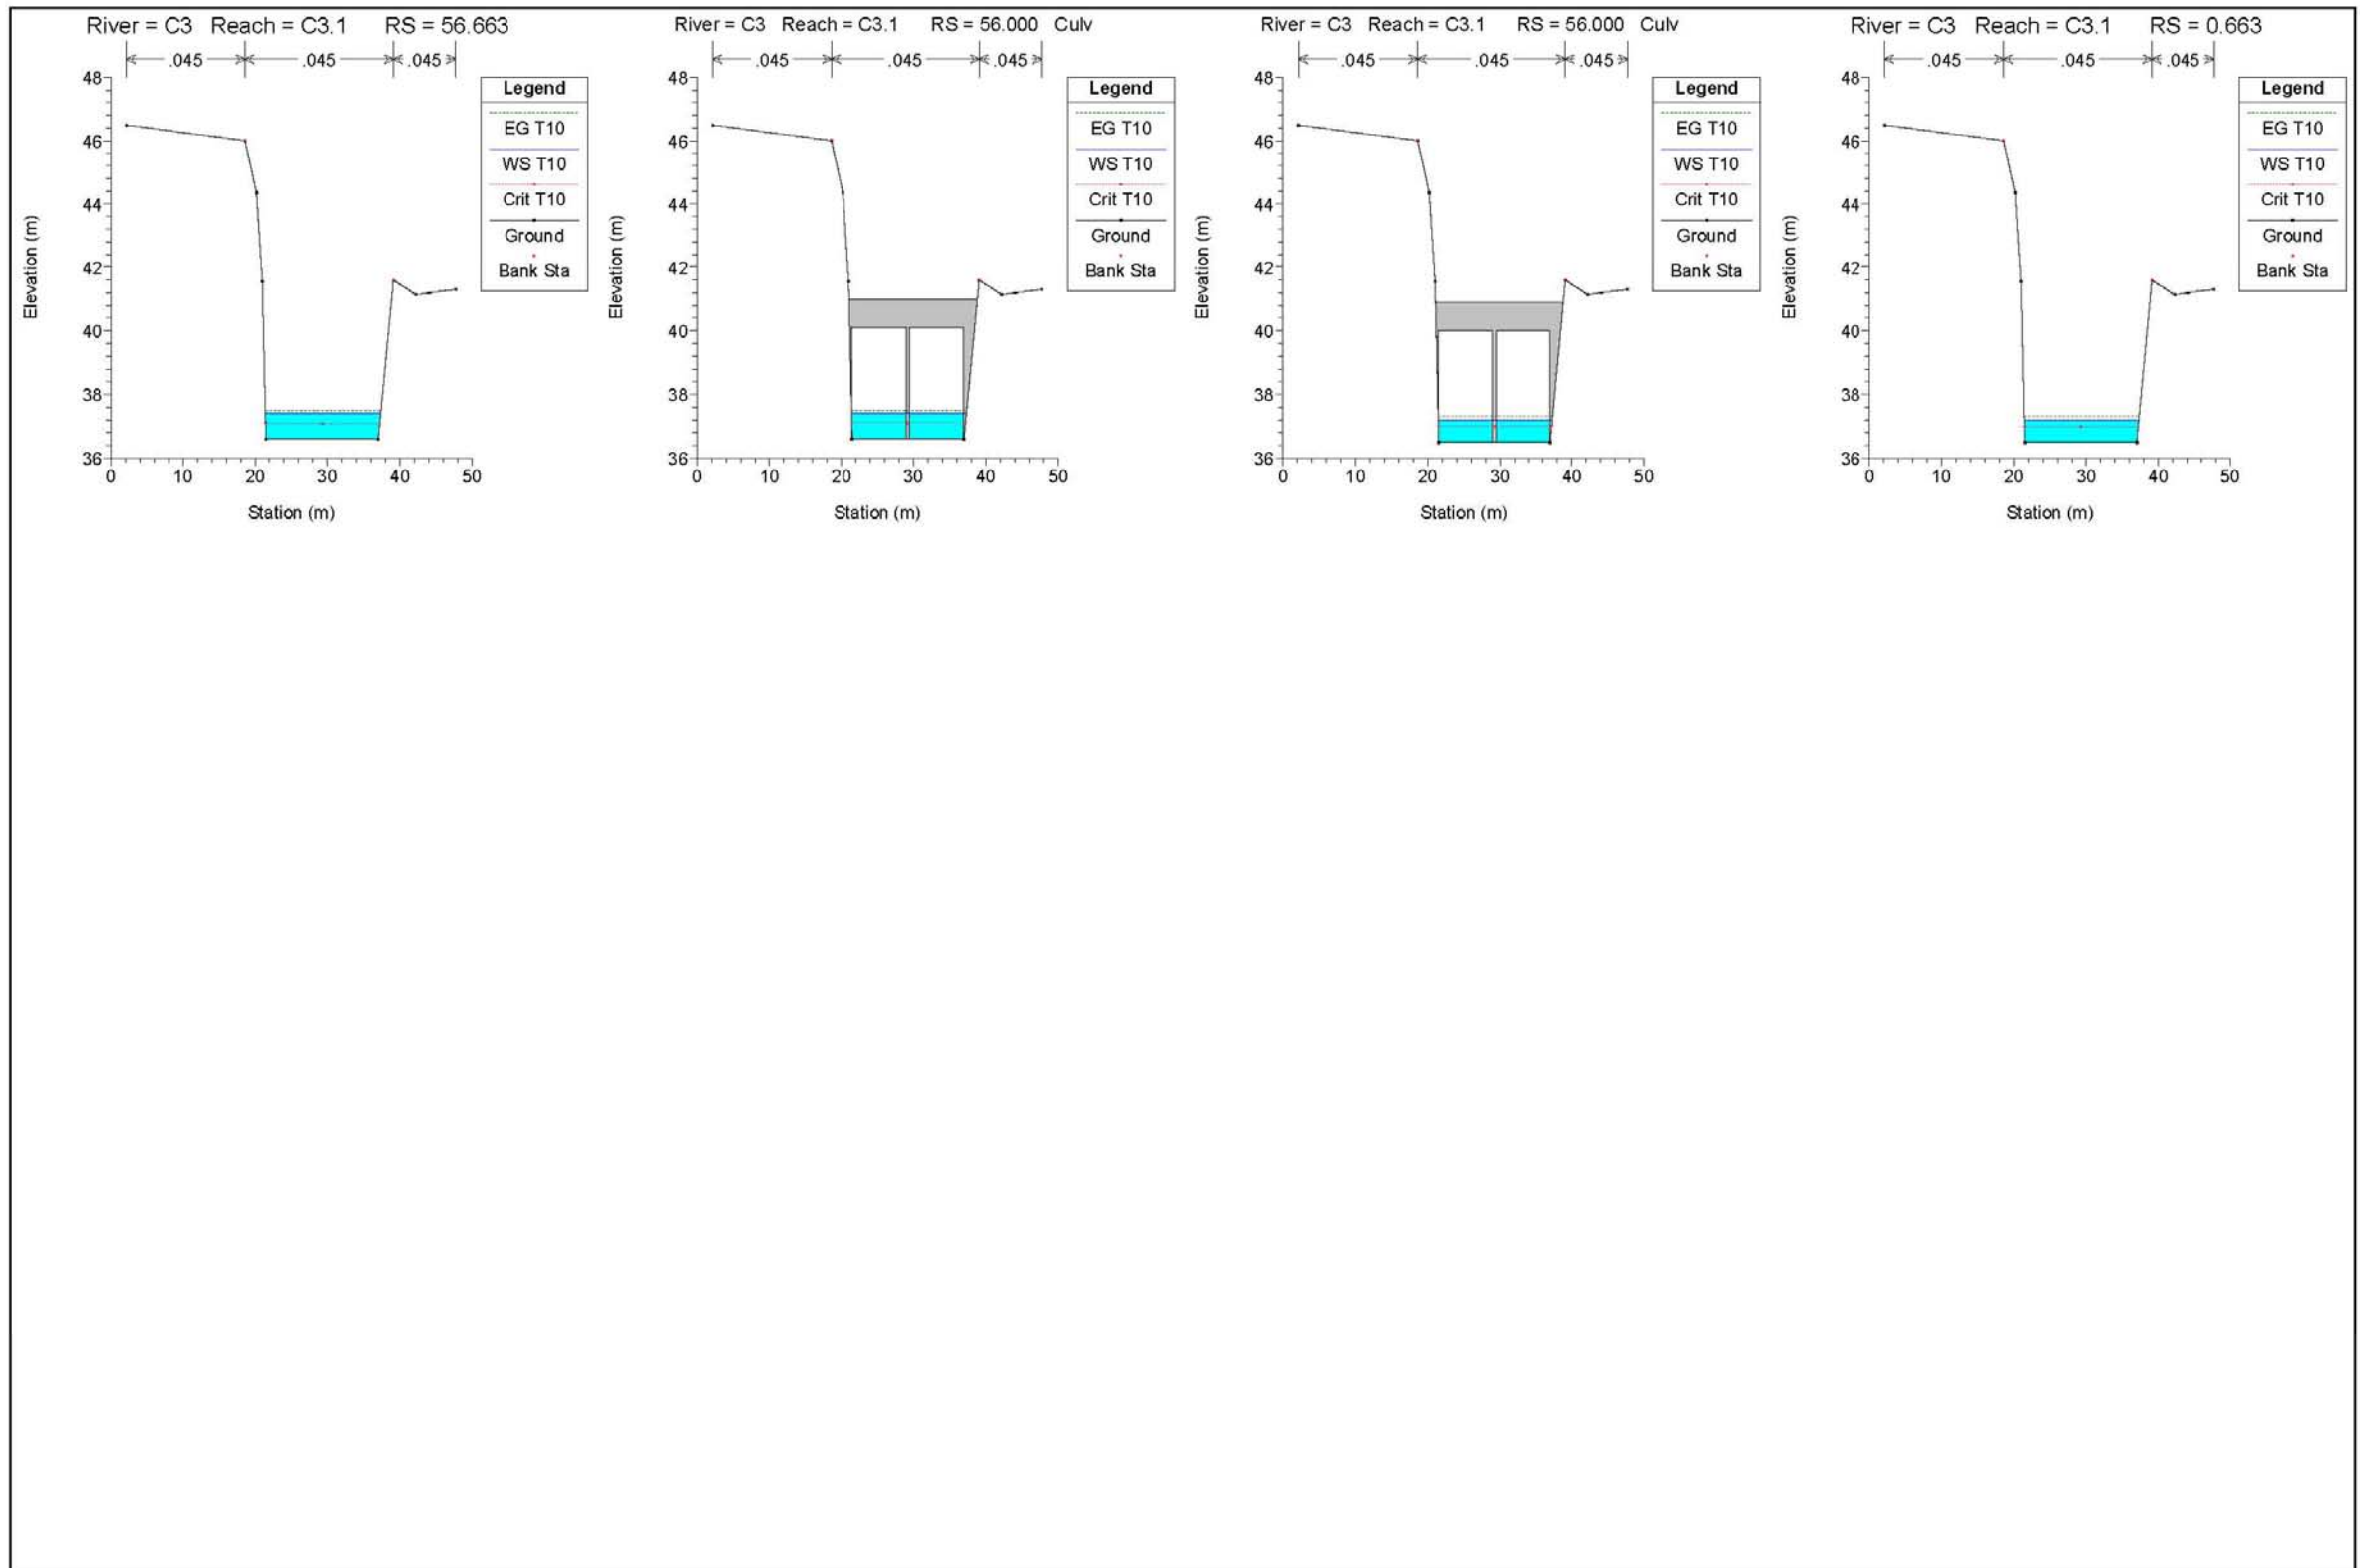 River = C3 Reach = C3.1 RS = 56.663
.045 .045 .045
48
46
44
42
40
38
36
0 10 20 30 40 50
Elevation (m)
Station (m)
Legend
EG T10
WS T10
Crit T10
Ground
Bank Sta
River = C3 Reach = C3.1 RS = 56.000 Culv
.045 .045 .045
48
46
44
42
40
38
36
0 10 20 30 40 50
Elevation (m)
Station (m)
Legend
EG T10
WS T10
Crit T10
Ground
Bank Sta
River = C3 Reach = C3.1 RS = 56.000 Culv
.045 .045 .045
48
46
44
42
40
38
36
0 10 20 30 40 50
Elevation (m)
Station (m)
Legend
EG T10
WS T10
Crit T10
Ground
Bank Sta
River = C3 Reach = C3.1 RS = 0.663
.045 .045 .045
48
46
44
42
40
38
36
0 10 20 30 40 50
Elevation (m)
Station (m)
Legend
EG T10
WS T10
Crit T10
Ground
Bank Sta